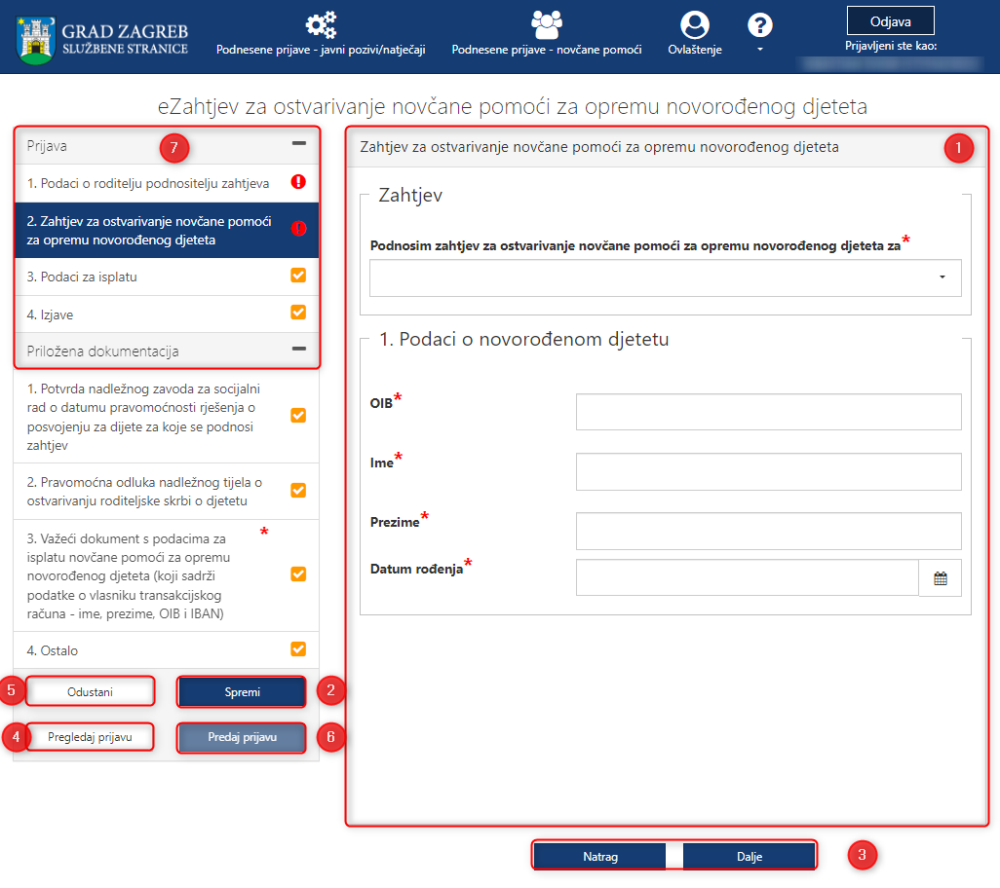 GRAD ZAGREB
SLUŽBENE STRANICE
Podnesene prijave - javni pozivi/natječaji
Podnesene prijave - novčane pomoći
Ovlaštenje
?
Odjava
Prijavljeni ste kao:
eZahtjev za ostvarivanje novčane pomoći za opremu novorođenog djeteta
Prijava
7
1. Podaci o roditelju podnositelju zahtjeva
2. Zahtjev za ostvarivanje novčane pomoći
za opremu novorođenog djeteta
3. Podaci za isplatu
4. Izjave
Priložena dokumentacija
1. Potvrda nadležnog zavoda za socijalni
rad o datumu pravomoćnosti rješenja o
posvojenju za dijete za koje se podnosi
zahtjev
2. Pravomoćna odluka nadležnog tijela o
ostvarivanju roditeljske skrbi o djetetu
3. Važeći dokument s podacima za *
isplatu novčane pomoći za opremu
novorođenog djeteta (koji sadrži
podatke o vlasniku transakcijskog
računa - ime, prezime, OIB i IBAN)
4. Ostalo
5
Odustani
Spremi
2
4
Pregledaj prijavu
Predaj prijavu
6
Zahtjev za ostvarivanje novčane pomoći za opremu novorođenog djeteta
1
Zahtjev
Podnosim zahtjev za ostvarivanje novčane pomoći za opremu novorođenog djeteta za*
1. Podaci o novorođenom djetetu
OIB*
Ime*
Prezime*
Datum rođenja*
Natrag
Dalje
3